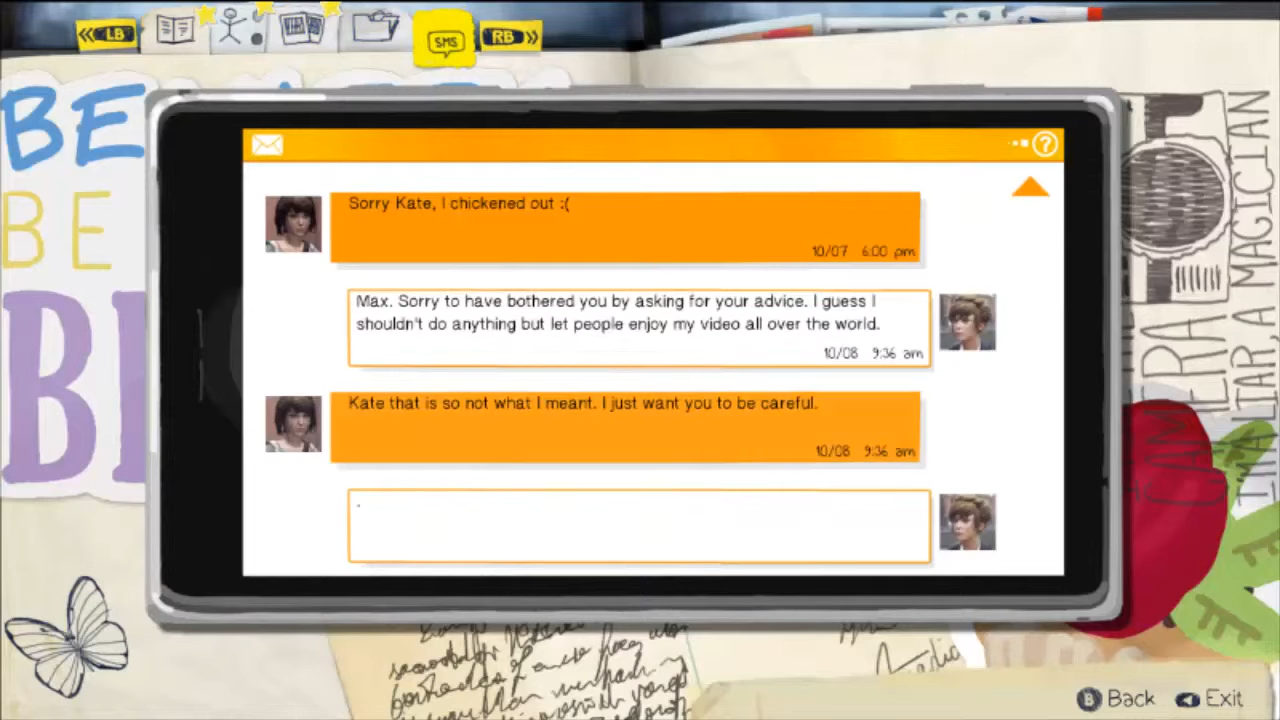 LB
SMS
RB
BE
BE
?
Sorry Kate, I chickened out :(
10/07 6:00 pm
Max. Sorry to have bothered you by asking for your advice. I guess I
shouldn't do anything but let people enjoy my video all over the world.
10/08 9:36 am
Kate that is so not what I meant. I just want you to be careful.
10/08 9:36 am
.
LIAR, A MAGICIAN
B Back
Exit